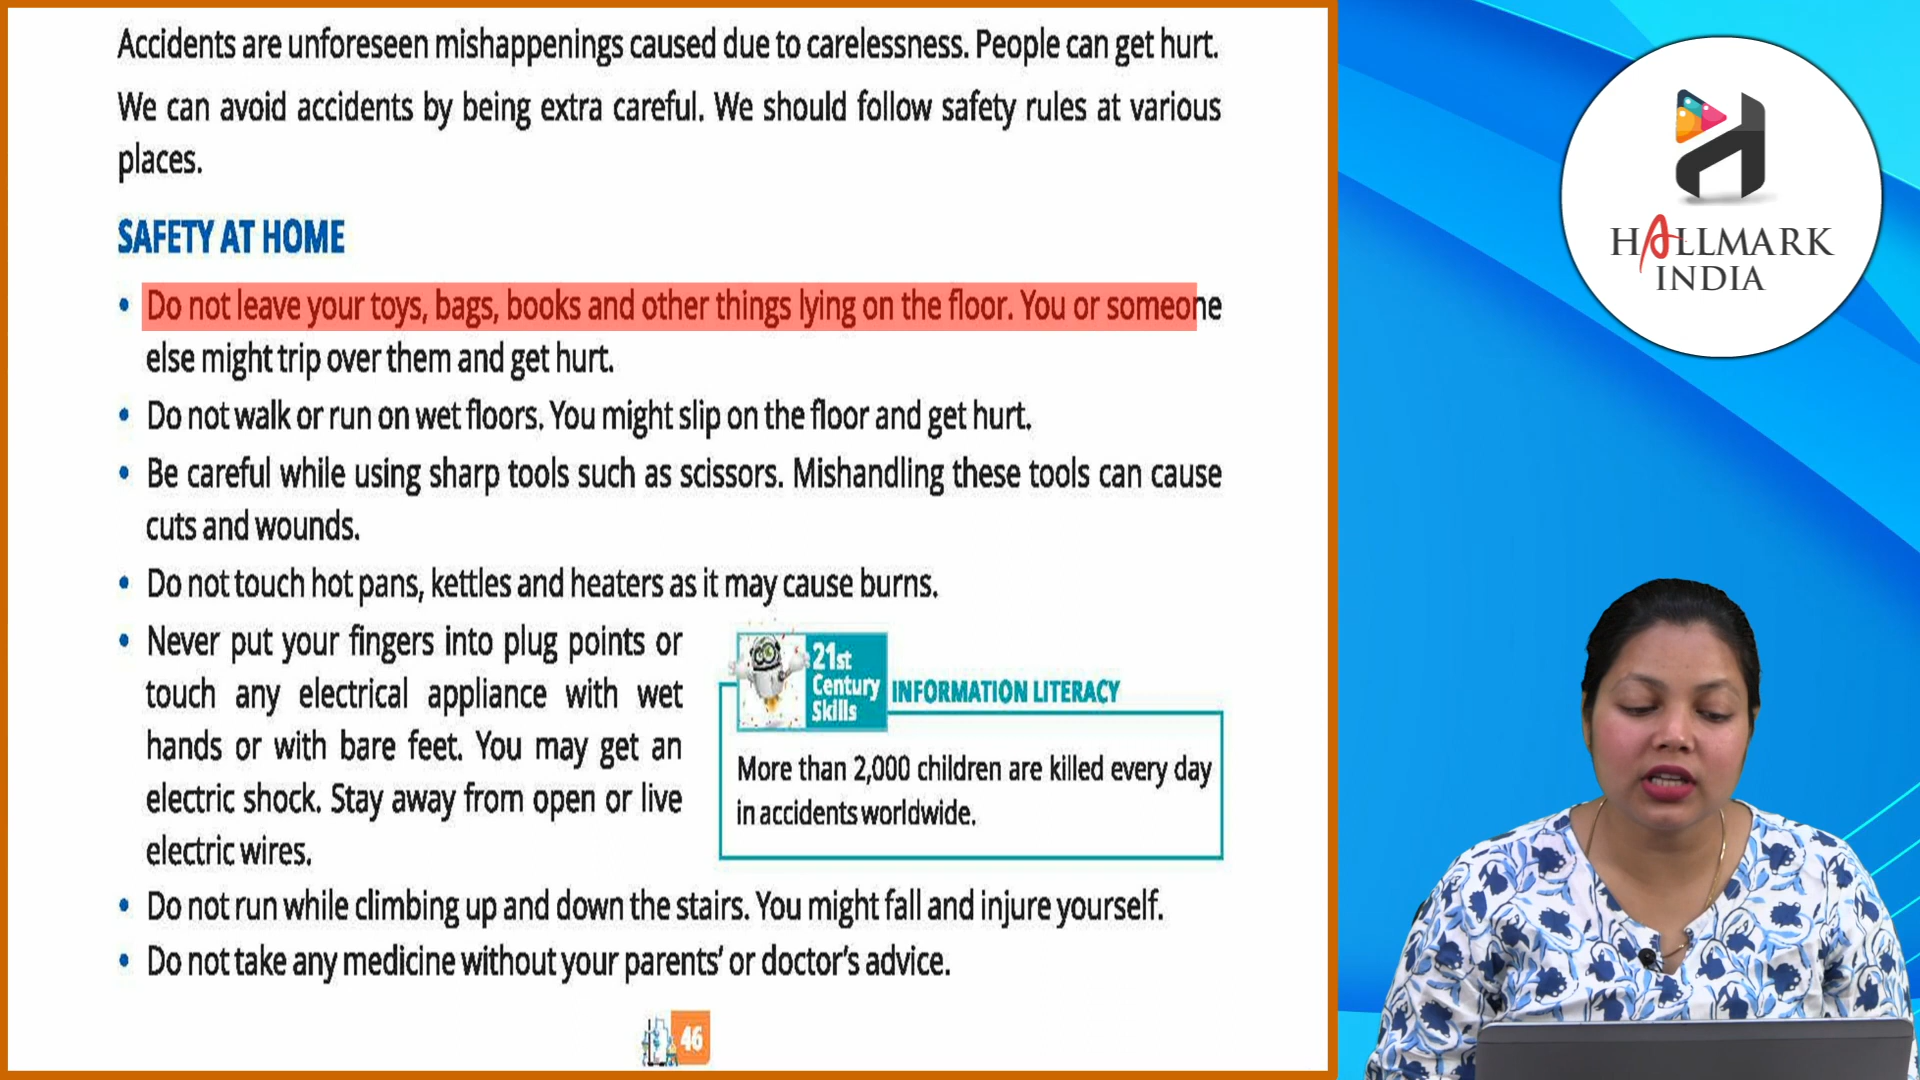 Accidents are unforeseen mishappenings caused due to carelessness. People can get hurt.
We can avoid accidents by being extra careful. We should follow safety rules at various
places.
SAFETY AT HOME
• Do not leave your toys, bags, books and other things lying on the floor. You or someone
else might trip over them and get hurt.
• Do not walk or run on wet floors. You might slip on the floor and get hurt.
• Be careful while using sharp tools such as scissors. Mishandling these tools can cause
cuts and wounds.
• Do not touch hot pans, kettles and heaters as it may cause burns.
• Never put your fingers into plug points or
touch any electrical appliance with wet
hands or with bare feet. You may get an
electric shock. Stay away from open or live
electric wires.
21st
Century
Skills
INFORMATION LITERACY
More than 2,000 children are killed every day
in accidents worldwide.
• Do not run while climbing up and down the stairs. You might fall and injure yourself.
• Do not take any medicine without your parents' or doctor's advice.
46
HALLMARK
INDIA